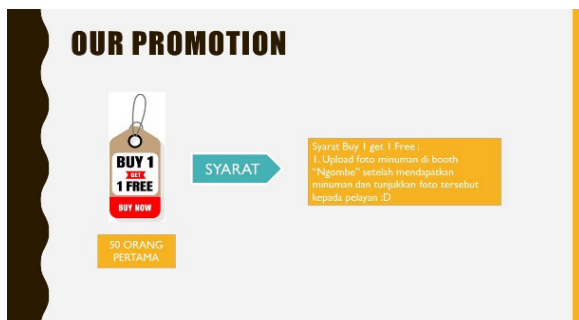 OUR PROMOTION
BUY 1
GET
1 FREE
BUY NOW
50 ORANG
PERTAMA
SYARAT
Syarat Buy 1 get 1 Free :
1. Upload foto minuman di booth
“Ngombe” setelah mendapatkan
minuman dan tunjukkan foto tersebut
kepada pelayan :D